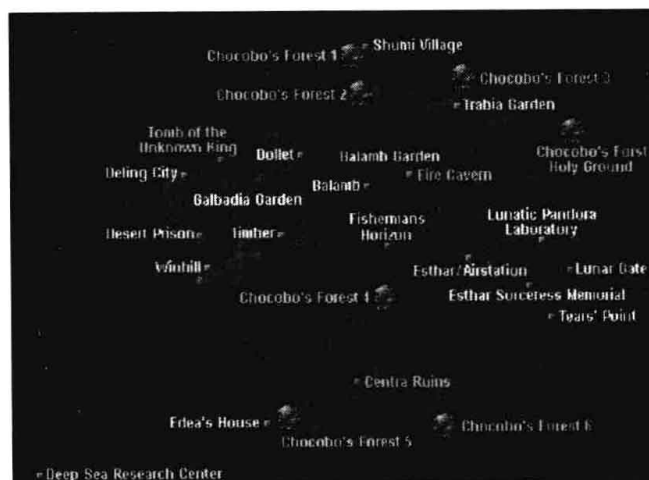 Shumi Village
Chocobo's Forest 1
Chocobo's Forest 3
Chocobo's Forest 2
Trabia Garden
Tomb of the
Unknown King
Dollet
Balamb Garden
Chocobo's Forst
Holy Ground
Deling City
Balamb
Fire Cavern
Galbadia Garden
Fishermans
Horizon
Lunatic Pandora
Laboratory
Desert Prison
Timber
Winhill
Esthar/Airstation
Lunar Gate
Chocobo's Forest 4
Esthar Sorceress Memorial
Tears' Point
Centra Ruins
Edea's House
Chocobo's Forest 5
Chocobo's Forest 6
Deep Sea Research Center